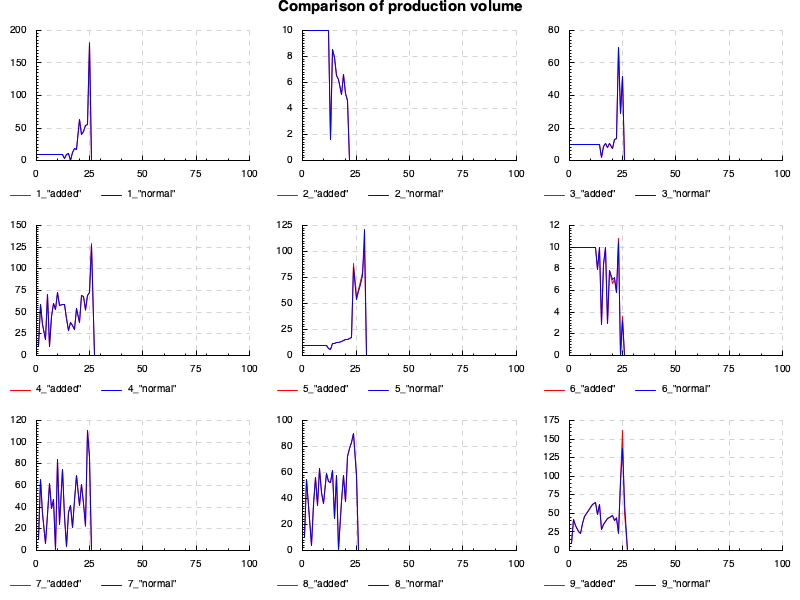 Comparison of production volume
200 10 80
150 8 60
100 6 40
4
50 2 20
0 0 0
0 25 50 75 100 0 25 50 75 100 0 25 50 75 100
1_"added" 1_"normal" 2_"added" 2_"normal" 3_"added" 3_"normal"
150 125 12
125 100 10
100 75 8
75 6
50 50 4
25 25 2
0 0 0
0 25 50 75 100 0 25 50 75 100 0 25 50 75 100
4_"added" 4_"normal" 5_"added" 5_"normal" 6_"added" 6_"normal"
120 100 175
100 80 150
80 125
60 60 100
40 40 75
20 20 50
25
0 0 0
0 25 50 75 100 0 25 50 75 100 0 25 50 75 100
7_"added" 7_"normal" 8_"added" 8_"normal" 9_"added" 9_"normal"